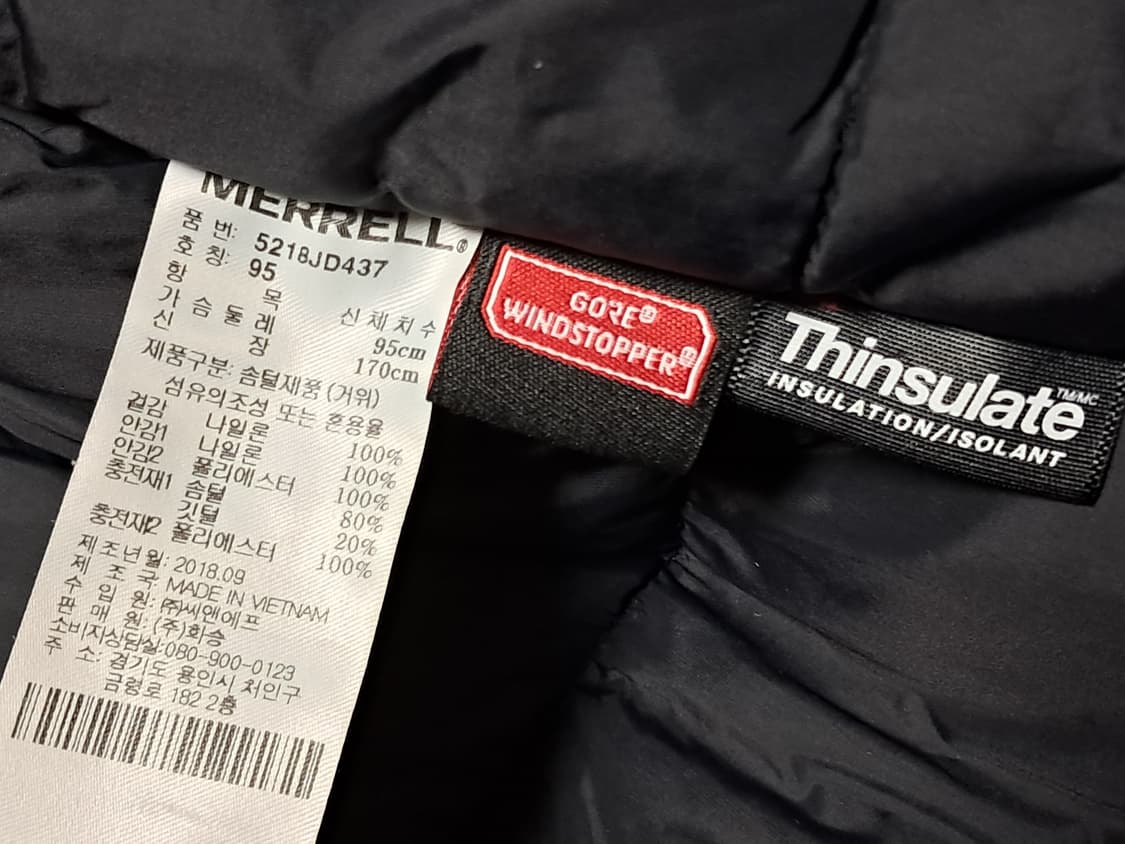 MERRELL®
품 번: 5218JD437
호 칭: 95
항 목 신체치수
가슴둘레 95cm
신 장 170cm
제품구분: 솜털제품 (거위)
섬유의조성 또는 혼용율
겉감 나일론 100%
안감1 나일론 100%
안감2 폴리에스터 100%
충전재1 솜털 80%
깃털 20%
충전재2 폴리에스터 100%
제조년월: 2018.09
제 조 국: MADE IN VIETNAM
수 입 원: (주)씨앤에프
판 매 원: (주)화승
소비자상담실:080-900-0123
주 소: 경기도 용인시 처인구
금령로 182 2층
GORE®
WINDSTOPPER®
Thinsulate™/MC
INSULATION/ISOLANT